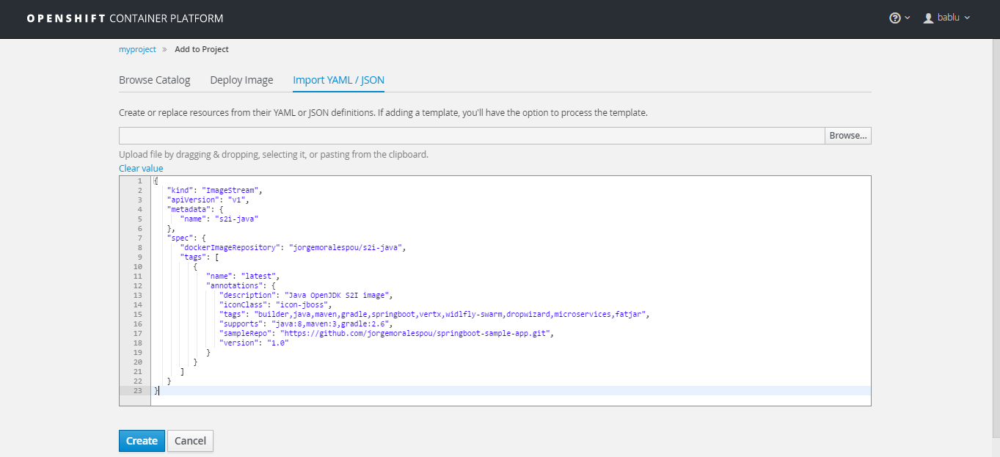 OPENSHIFT CONTAINER PLATFORM
bablu
myproject » Add to Project
Browse Catalog Deploy Image Import YAML / JSON
Create or replace resources from their YAML or JSON definitions. If adding a template, you'll have the option to process the template.
Browse...
Upload file by dragging & dropping, selecting it, or pasting from the clipboard.
Clear value
1 {
2 "kind": "ImageStream",
3 "apiVersion": "v1",
4 "metadata": {
5 "name": "s2i-java"
6 },
7 "spec": {
8 "dockerImageRepository": "jorgemoralespou/s2i-java",
9 "tags": [
10 {
11 "name": "latest",
12 "annotations": {
13 "description": "Java OpenJDK S2I image",
14 "iconClass": "icon-jboss",
15 "tags": "builder,java,maven,gradle,springboot,vertx,widlfly-swarm,dropwizard,microservices,fatjar",
16 "supports": "java:8,maven:3,gradle:2.6",
17 "sampleRepo": "https://github.com/jorgemoralespou/springboot-sample-app.git",
18 "version": "1.0"
19 }
20 }
21 ]
22 }
23 }
Create Cancel